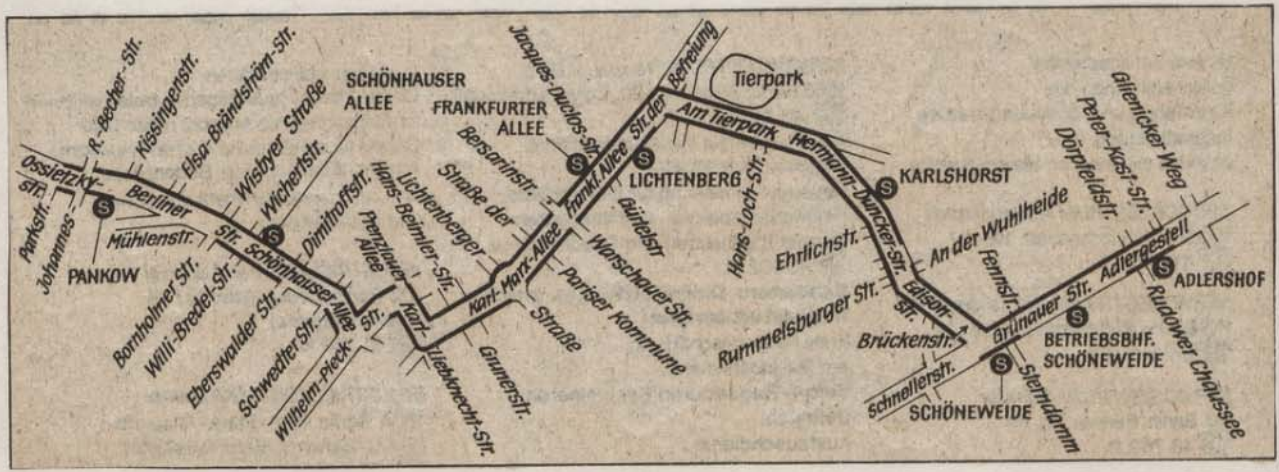 Ossietzky-
str.
Parkstr.
Johannes-
R.-Becher-Str.
PANKOW
Kissingenstr.
Berliner
Str.
Mühlenstr.
Elsa-Brändström-Str.
Wisbyer Straße
Bornholmer Str.
Willi-Bredel-Str.
Wichertstr.
SCHÖNHAUSER
ALLEE
Schönhauser
Allee
Eberswalder Str.
Dimitroffstr.
Schwedter Str.
Wilhelm-Pieck-
Str.
Prenzlauer
Allee
Hans-Beimler-Str.
Karl-
Liebknecht-Str.
Grunerstr.
Lichtenberger
Straße der
Pariser Kommune
Straße
Karl-Marx-Allee
Bersarinstr.
Warschauer Str.
FRANKFURTER
ALLEE
Jacques-Duclos-Str.
Frankf. Allee
Gürtelstr
LICHTENBERG
Str. der
Befreiung
Tierpark
Am Tierpark
Hans-Loch-Str.
Hermann-Duncker-Str.
KARLSHORST
Ehrlichstr.
An der Wuhlheide
Rummelsburger Str.
Edison-
str.
Brückenstr.
Schnellerstr.
SCHÖNEWEIDE
Fennstr.
Grünauer Str.
Sterndamm
BETRIEBSBHF.
SCHÖNEWEIDE
Adlergestell
Dörpfeldstr.
Peter-Kast-Str.
Glienicker Weg
ADLERSHOF
Rudower Chaussee
S
S
S
S
S
S
S
S